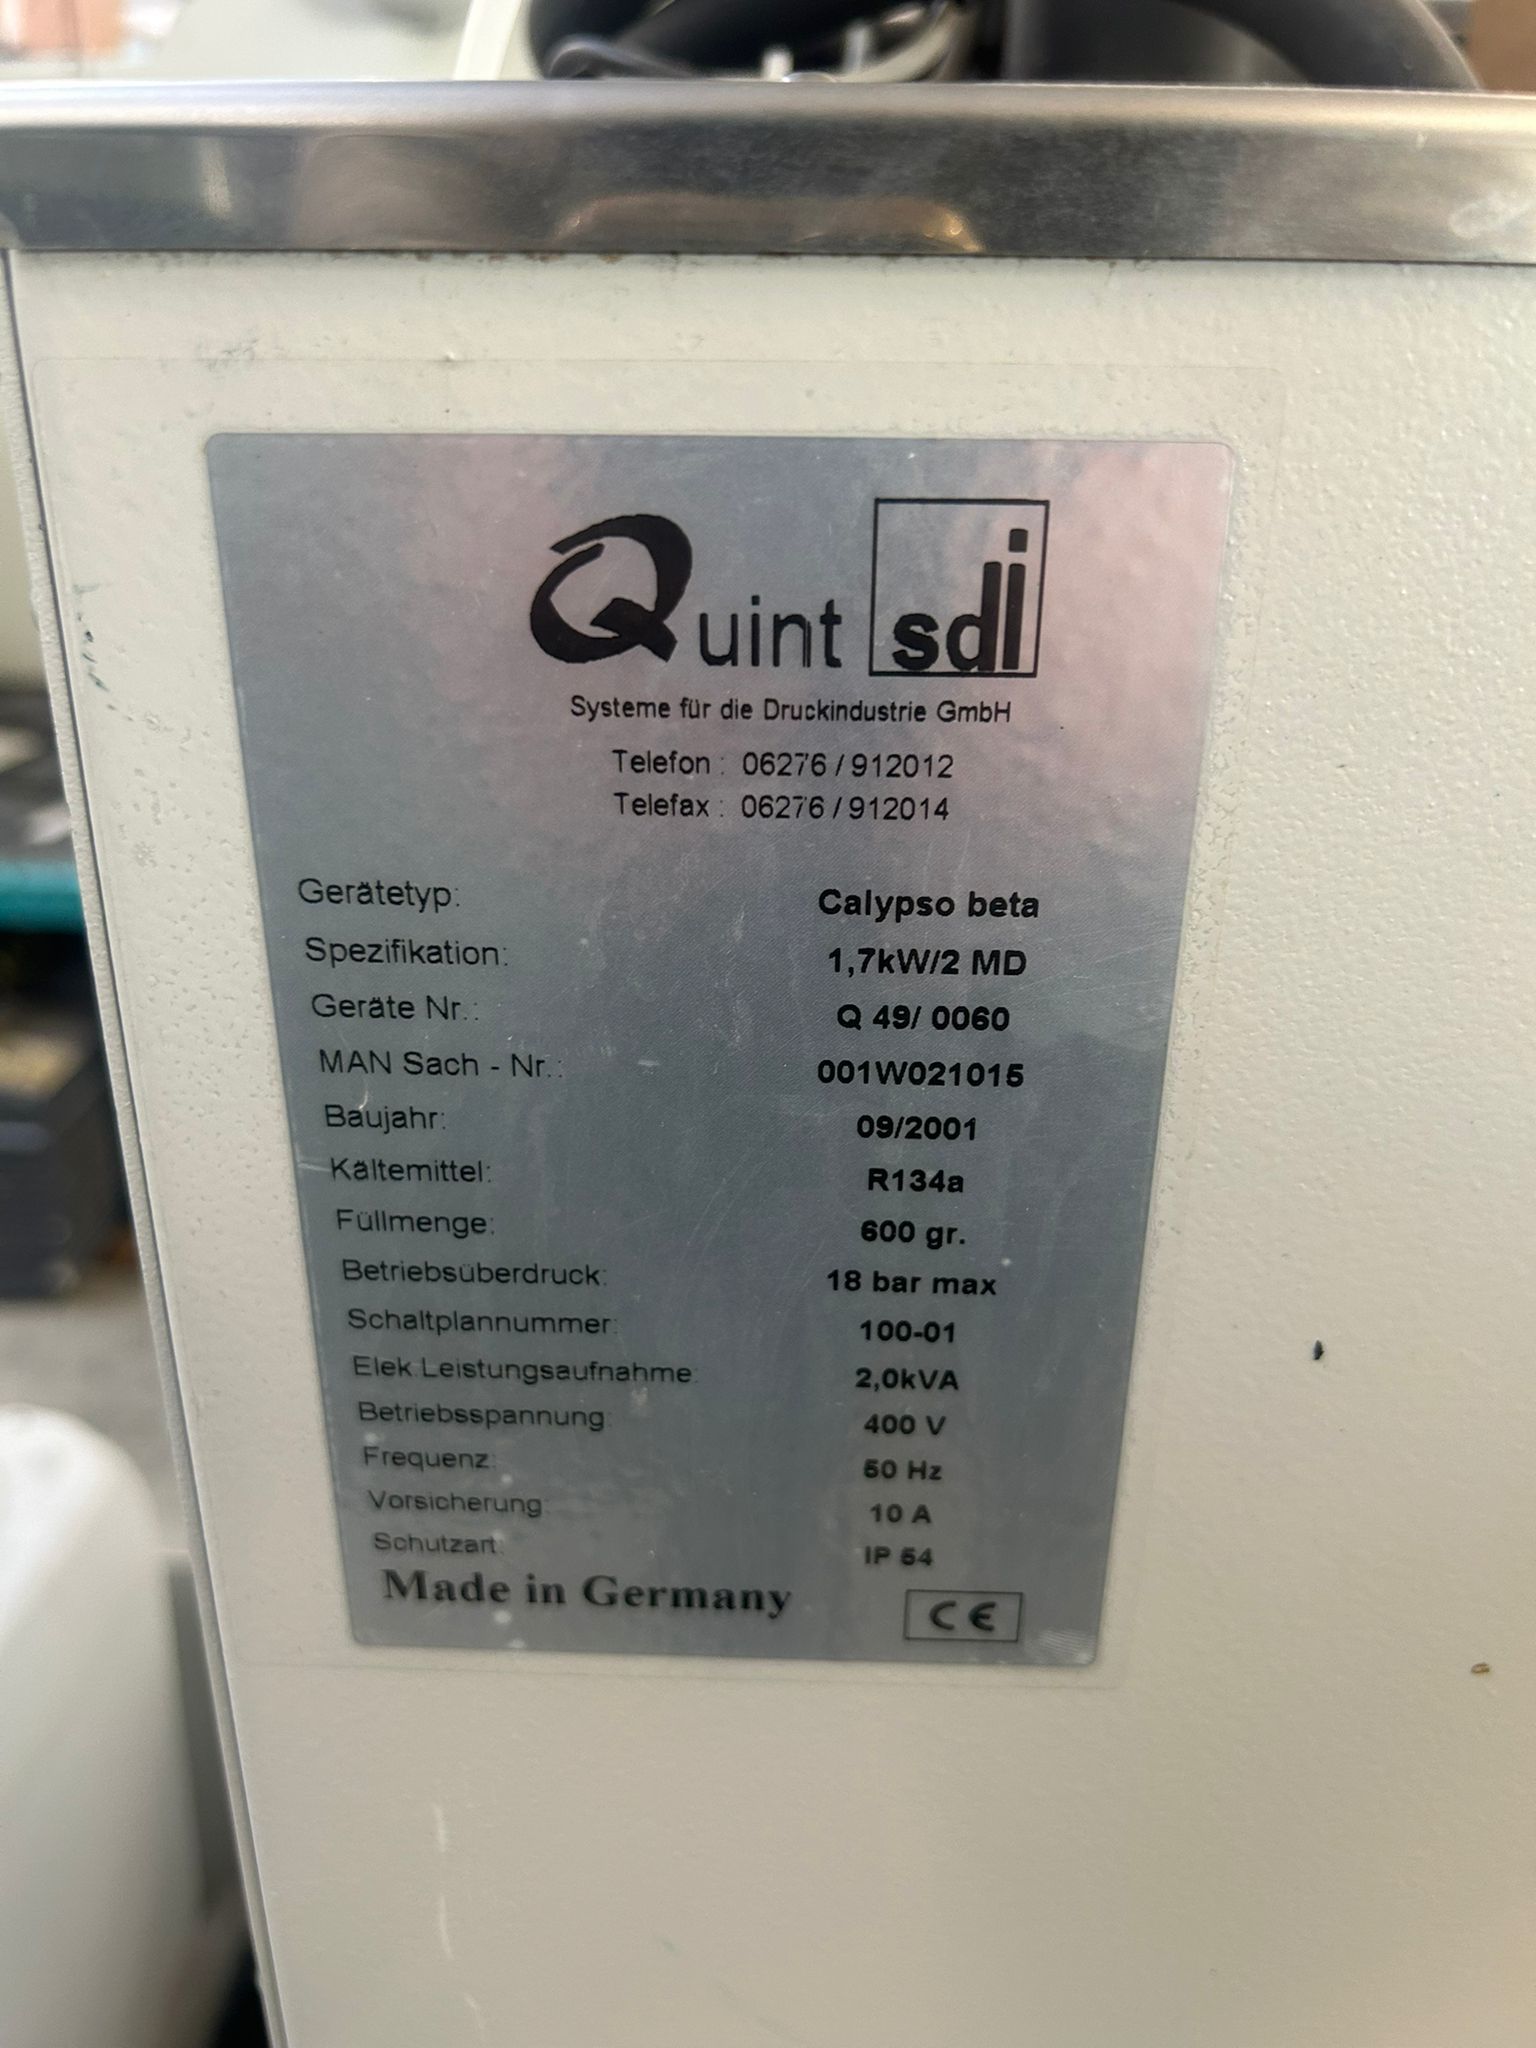 Quint sdi
Systeme für die Druckindustrie GmbH
Telefon : 06276 / 912012
Telefax : 06276 / 912014
Gerätetyp: Calypso beta
Spezifikation: 1,7kW/2 MD
Geräte Nr.: Q 49/ 0060
MAN Sach - Nr.: 001W021015
Baujahr: 09/2001
Kältemittel: R134a
Füllmenge: 600 gr.
Betriebsüberdruck: 18 bar max
Schaltplannummer: 100-01
Elek.Leistungsaufnahme: 2,0kVA
Betriebsspannung: 400 V
Frequenz: 50 Hz
Vorsicherung: 10 A
Schutzart: IP 54
Made in Germany CE